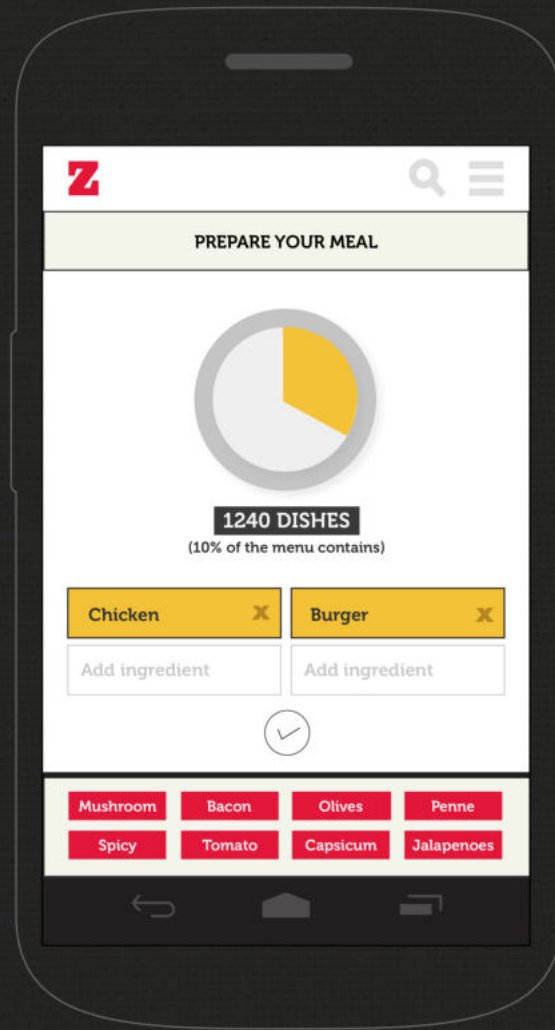 Z
PREPARE YOUR MEAL
1240 DISHES
(10% of the menu contains)
Chicken X Burger X
Add ingredient Add ingredient
Mushroom Bacon Olives Penne
Spicy Tomato Capsicum Jalapenoes